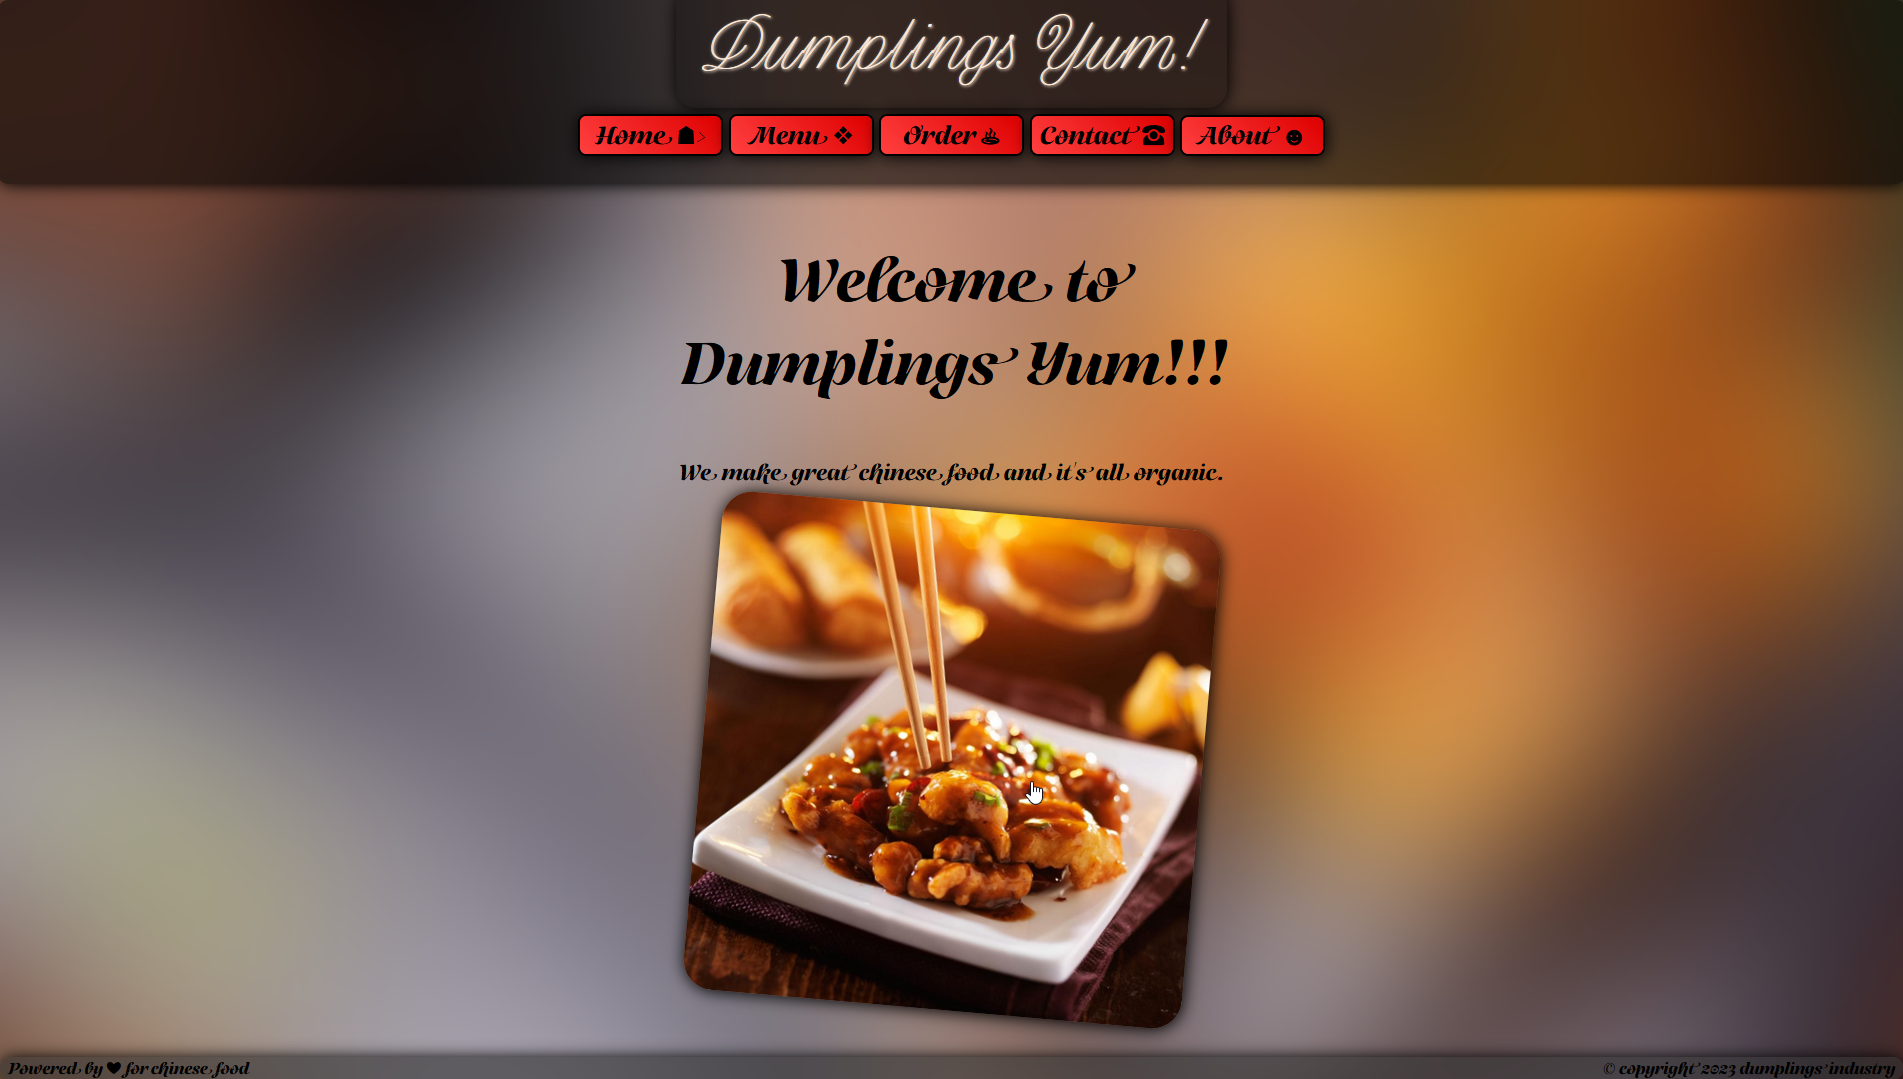 Dumplings Yum!
Home ☗> Menu ❖ Order ♨ Contact ☎ About ☻
Welcome to
Dumplings Yum!!!
We make great chinese food and it's all organic.
Powered by ♥ for chinese food
© copyright 2023 dumplings industry